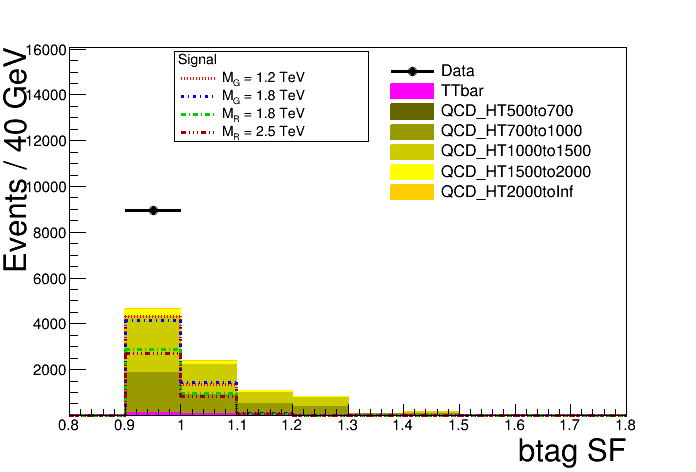 Events / 40 GeV
16000
14000
12000
10000
8000
6000
4000
2000
Signal
M_G = 1.2 TeV
M_G = 1.8 TeV
M_R = 1.8 TeV
M_R = 2.5 TeV
Data
TTbar
QCD_HT500to700
QCD_HT700to1000
QCD_HT1000to1500
QCD_HT1500to2000
QCD_HT2000toInf
0.8 0.9 1 1.1 1.2 1.3 1.4 1.5 1.6 1.7 1.8
btag SF